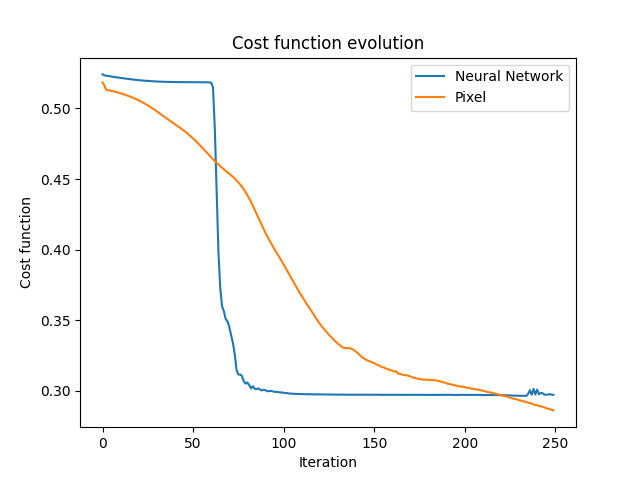 Cost function evolution
Neural Network
Pixel
Cost function
0.50
0.45
0.40
0.35
0.30
0 50 100 150 200 250
Iteration